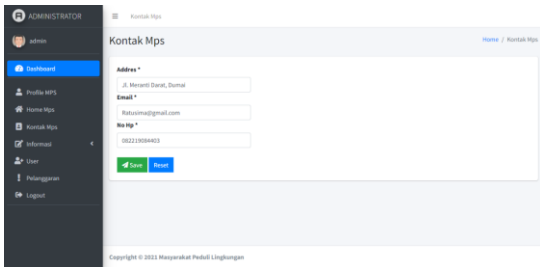 ADMINISTRATOR
Kontak Mps
admin
Kontak Mps
Home / Kontak Mps
Dashboard
Profile MPS
Home Mps
Kontak Mps
Informasi
User
Pelanggaran
Logout
Addres *
Jl. Meranti Darat, Dumai
Email *
Ratusima@gmail.com
No Hp *
082219084403
Save
Reset
Copyright © 2021 Masyarakat Peduli Lingkungan